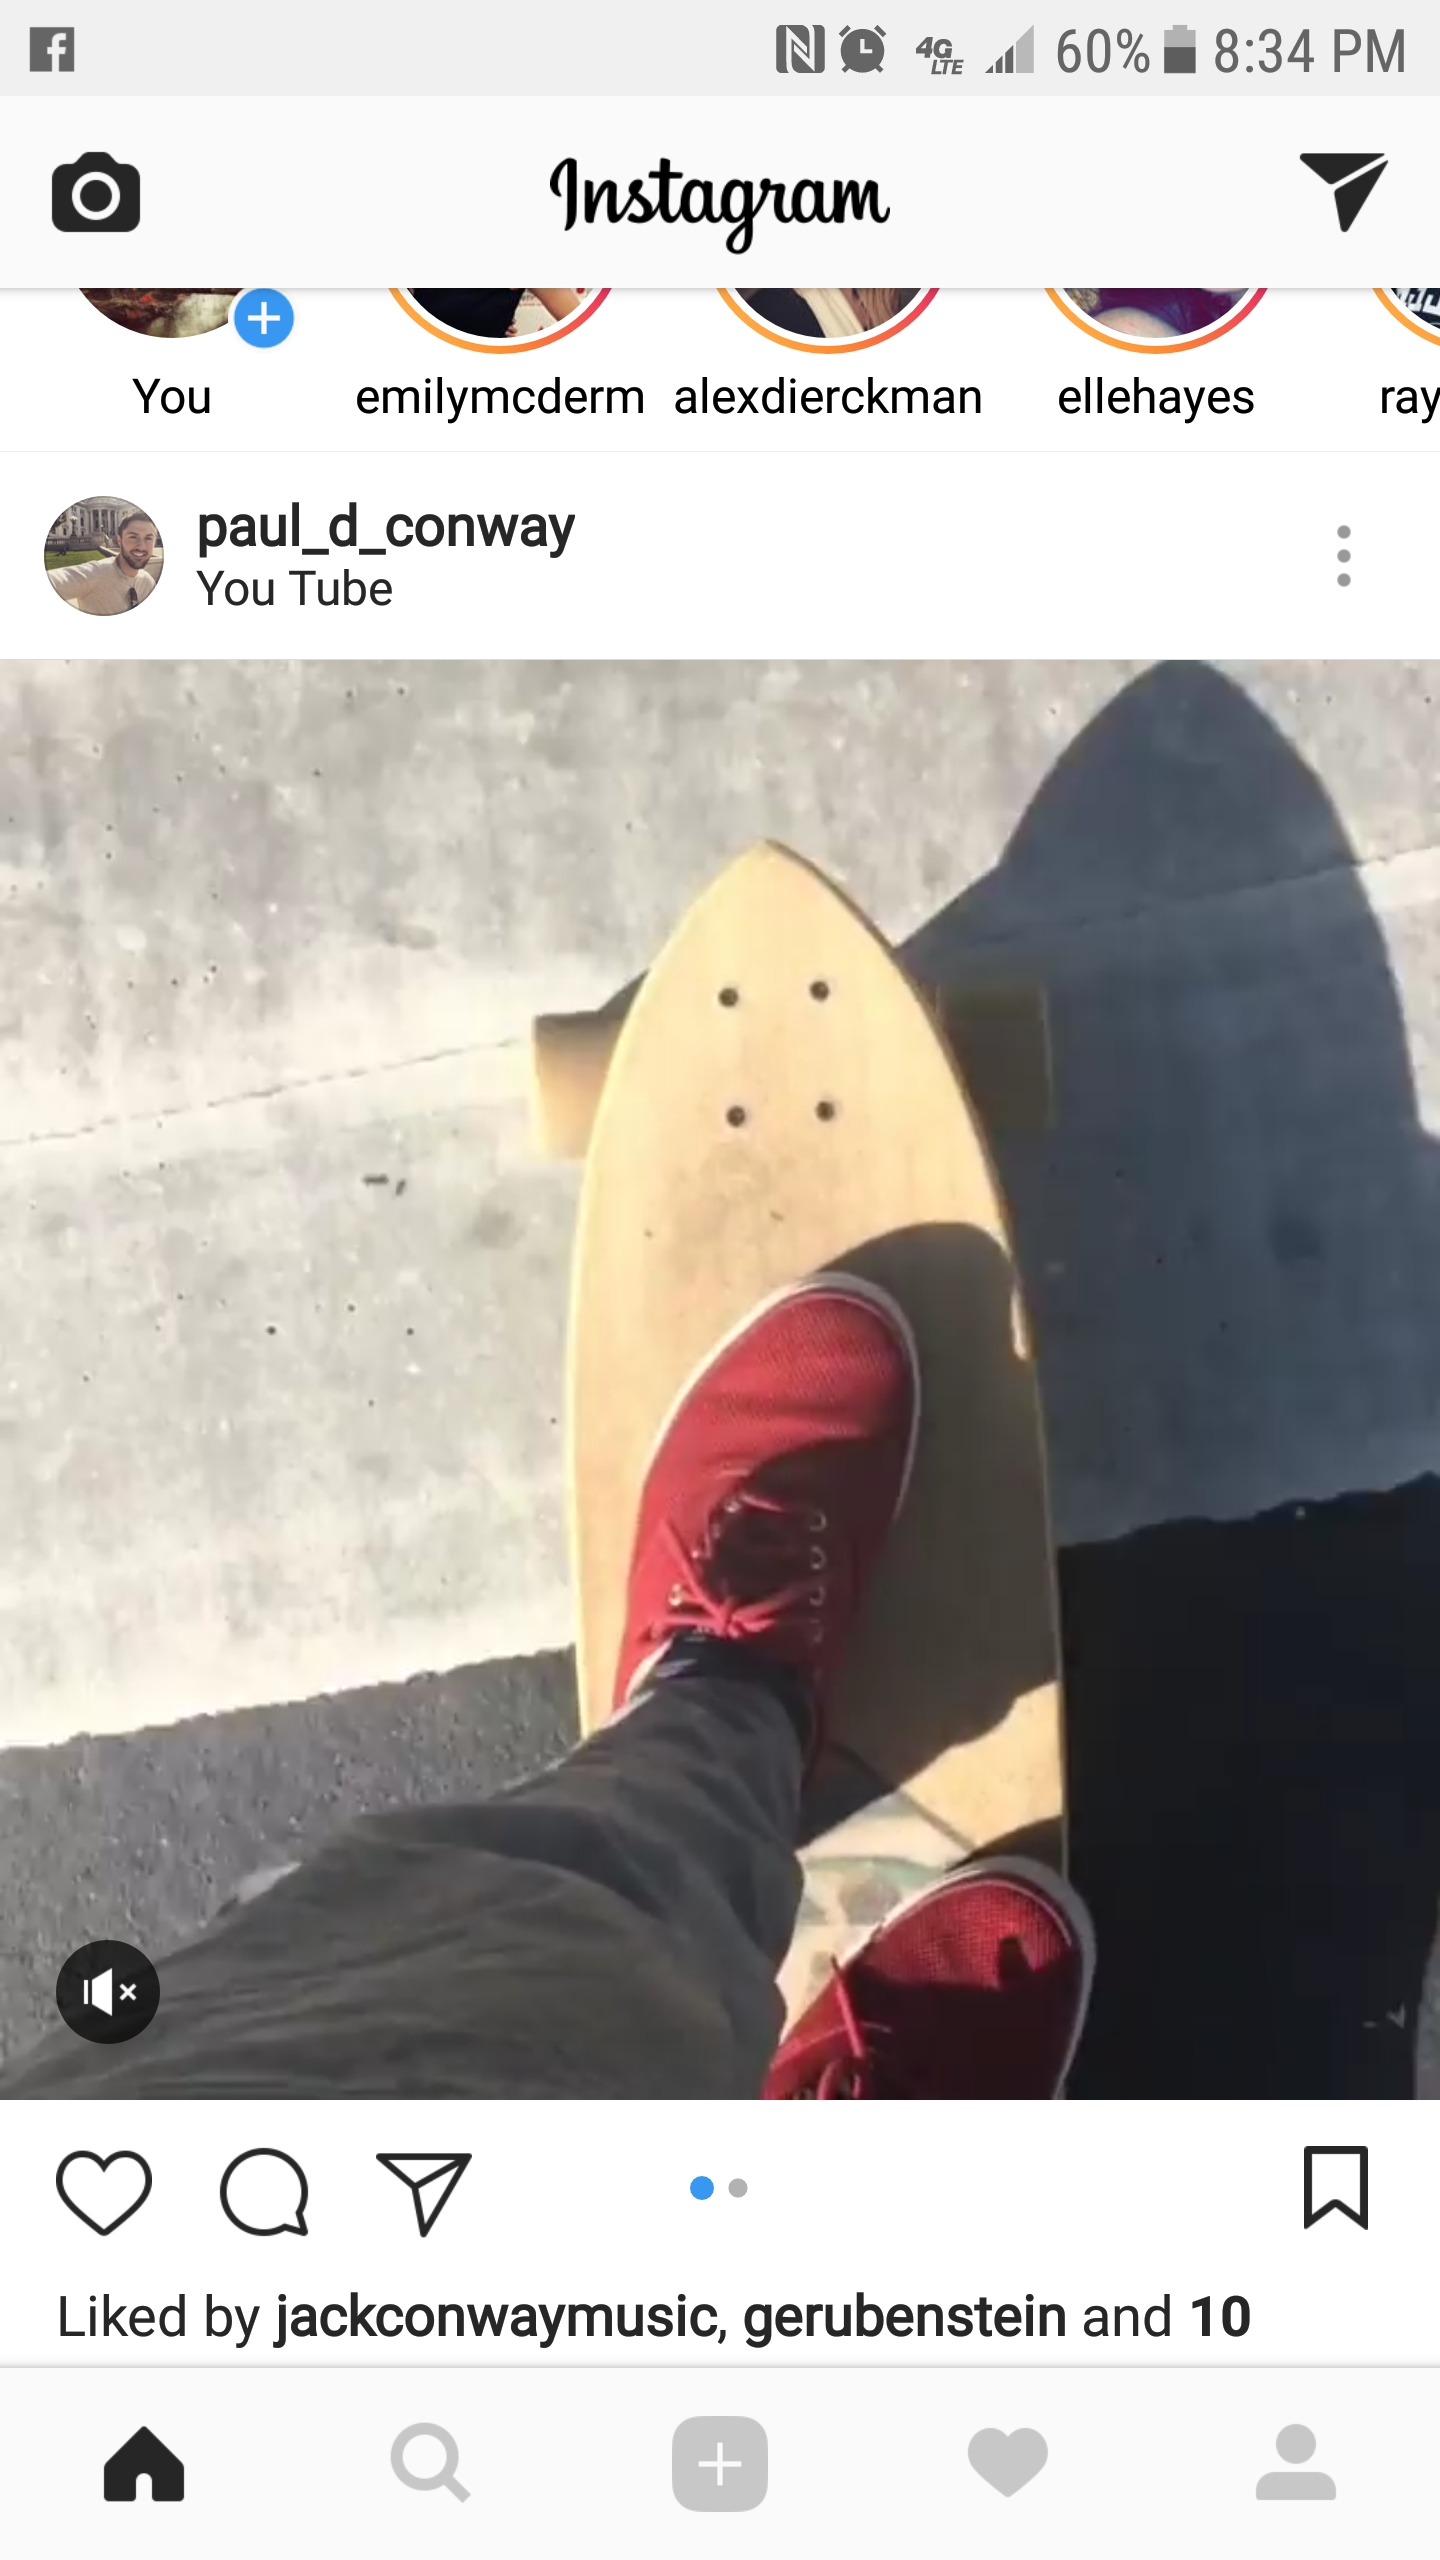 4G LTE 60% 8:34 PM
Instagram
You emilymcderm alexdierckman ellehayes ray
paul_d_conway
You Tube
Liked by jackconwaymusic, gerubenstein and 10